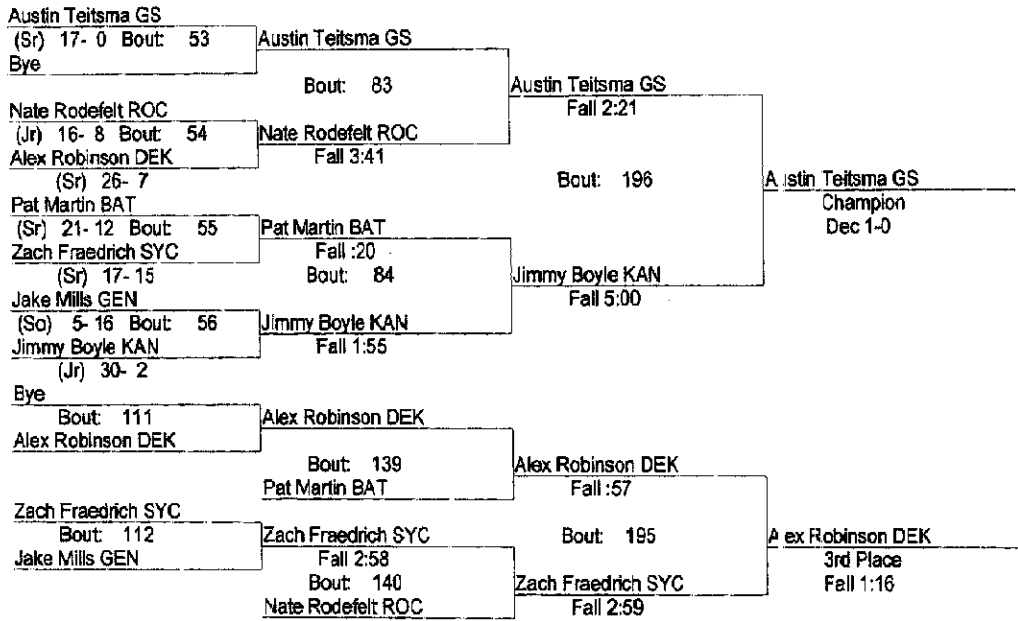 Austin Teitsma GS
(Sr) 17- 0 Bout: 53 Austin Teitsma GS
Bye
Bout: 83 Austin Teitsma GS
Fall 2:21
Nate Rodefelt ROC
(Jr) 16- 8 Bout: 54 Nate Rodefelt ROC
Alex Robinson DEK Fall 3:41
(Sr) 26- 7
Bout: 196 A stin Teitsma GS
Champion
Dec 1-0
Pat Martin BAT
(Sr) 21- 12 Bout: 55 Pat Martin BAT
Zach Fraedrich SYC Fall :20
(Sr) 17- 15 Bout: 84 Jimmy Boyle KAN
Fall 5:00
Jake Mills GEN
(So) 5- 16 Bout: 56 Jimmy Boyle KAN
Jimmy Boyle KAN Fall 1:55
(Jr) 30- 2
Bye
Bout: 111 Alex Robinson DEK
Alex Robinson DEK
Bout: 139 Alex Robinson DEK
Pat Martin BAT Fall :57
Zach Fraedrich SYC
Bout: 112 Zach Fraedrich SYC Bout: 195 A ex Robinson DEK
Jake Mills GEN Fall 2:58 3rd Place
Bout: 140 Zach Fraedrich SYC Fall 1:16
Nate Rodefelt ROC Fall 2:59